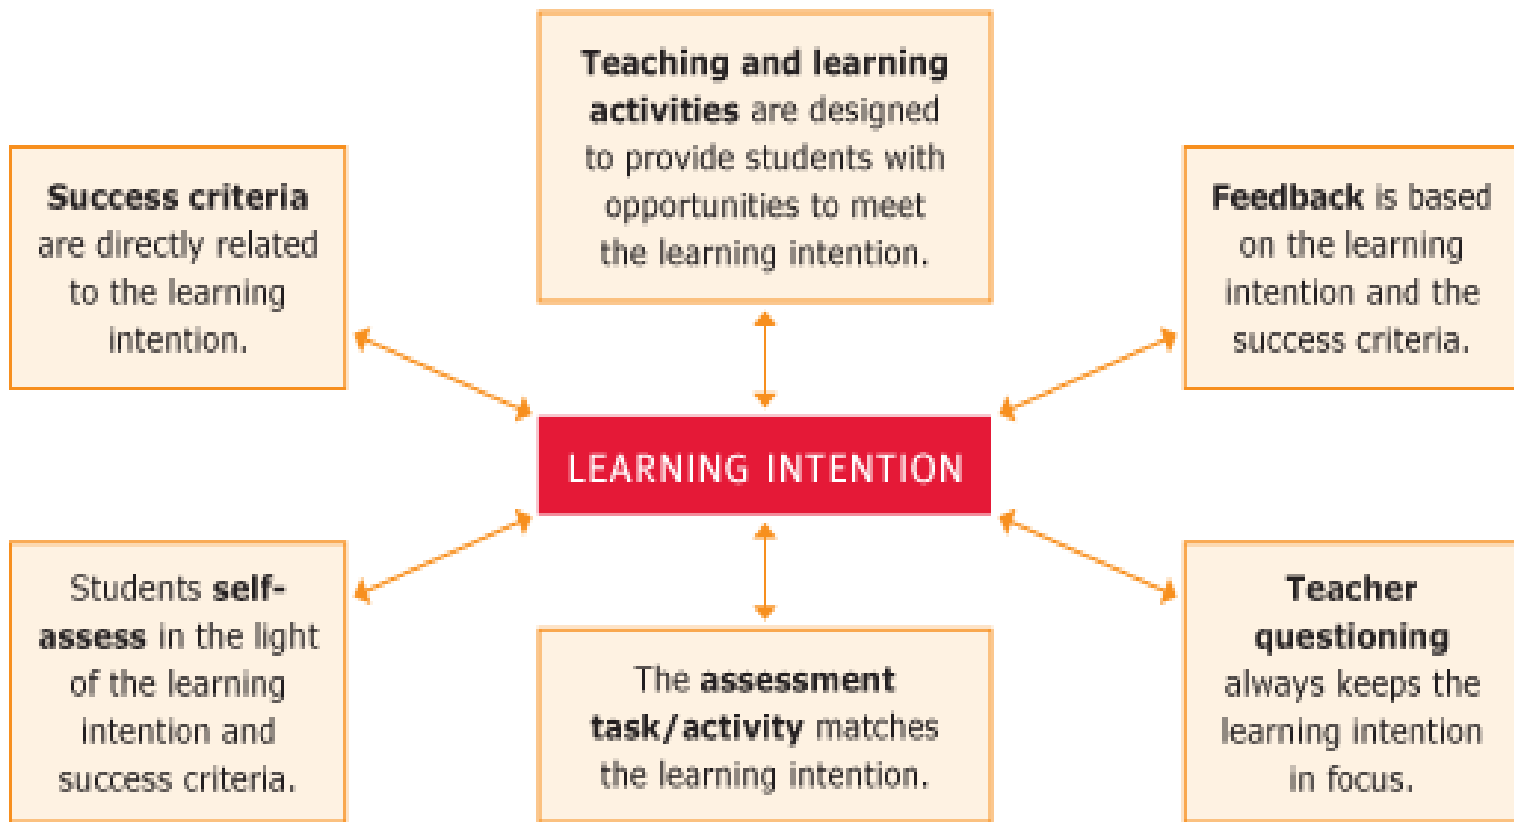 Teaching and learning
activities are designed
to provide students with
opportunities to meet
the learning intention.
Success criteria
are directly related
to the learning
intention.
Feedback is based
on the learning
intention and the
success criteria.
LEARNING INTENTION
Students self-
assess in the light
of the learning
intention and
success criteria.
The assessment
task/activity matches
the learning intention.
Teacher
questioning
always keeps the
learning intention
in focus.